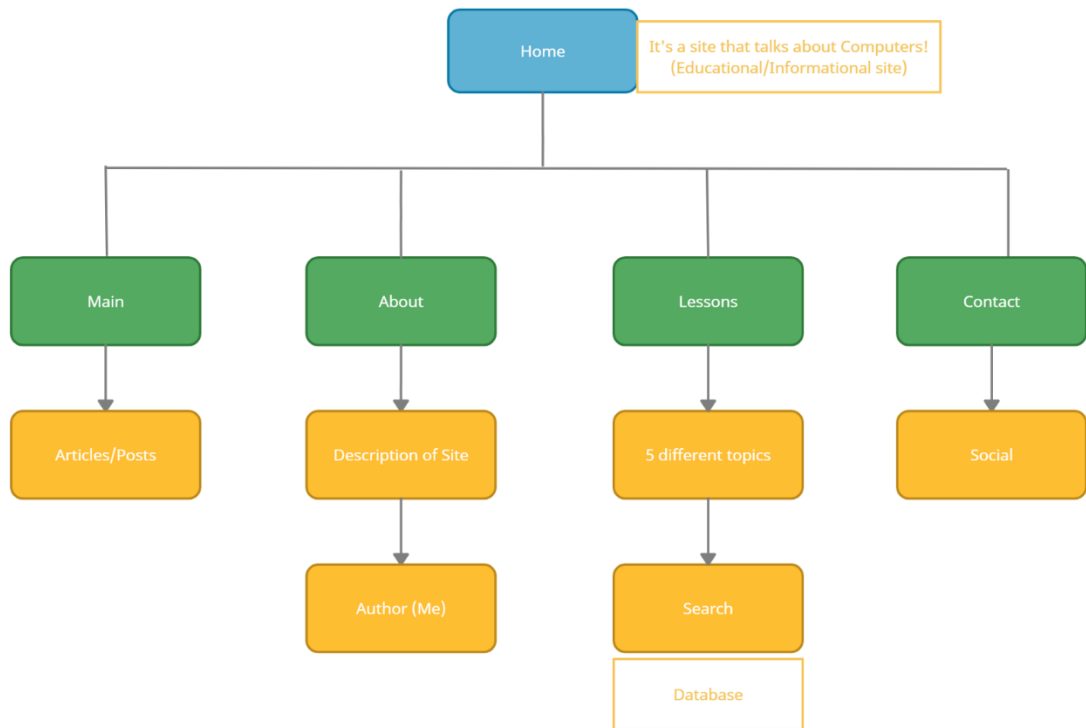 Home
It's a site that talks about Computers!
(Educational/Informational site)
Main
About
Lessons
Contact
Articles/Posts
Description of Site
5 different topics
Social
Author (Me)
Search
Database